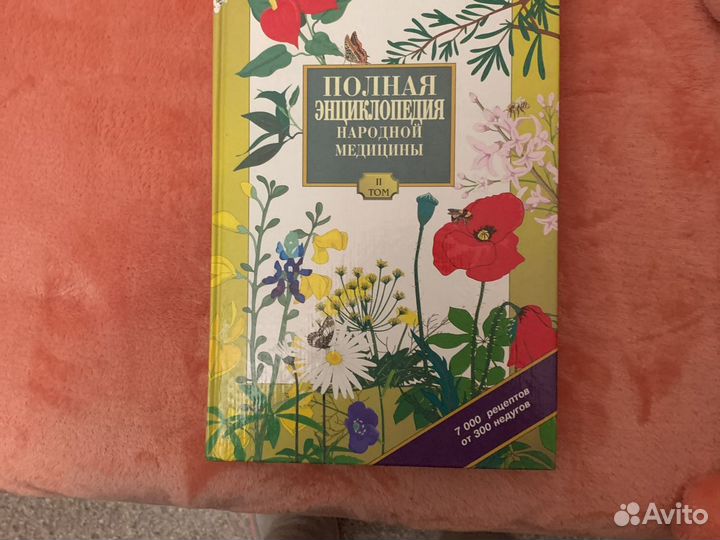 ПОЛНАЯ
ЭНЦИКЛОПЕДИЯ
НАРОДНОЙ
МЕДИЦИНЫ
II
ТОМ
7 000 рецептов
от 300 недугов
Avito